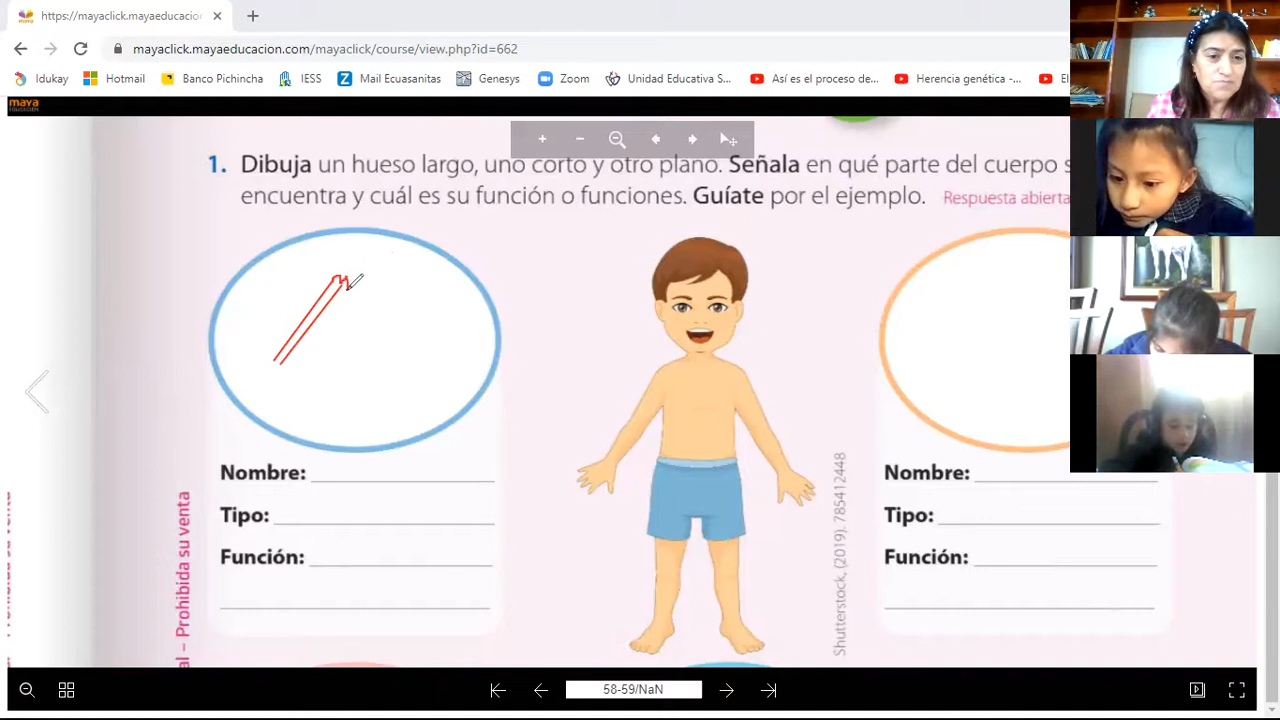 https://mayaclick.mayaeducacion
mayaclick.mayaeducacion.com/mayaclick/course/view.php?id=662
Idukay Hotmail Banco Pichincha IESS Mail Ecuasanitas Genesys Zoom Unidad Educativa S... Así es el proceso de... Herencia genética -... El
maya
EDUCACIÓN
1. Dibuja un hueso largo, uno corto y otro plano. Señala en qué parte del cuerpo s
encuentra y cuál es su función o funciones. Guíate por el ejemplo. Respuesta abierta
Nombre:
Tipo:
Función:
al – Prohibida su venta
Shutterstock, (2019). 785412448
Nombre:
Tipo:
Función:
58-59/NaN